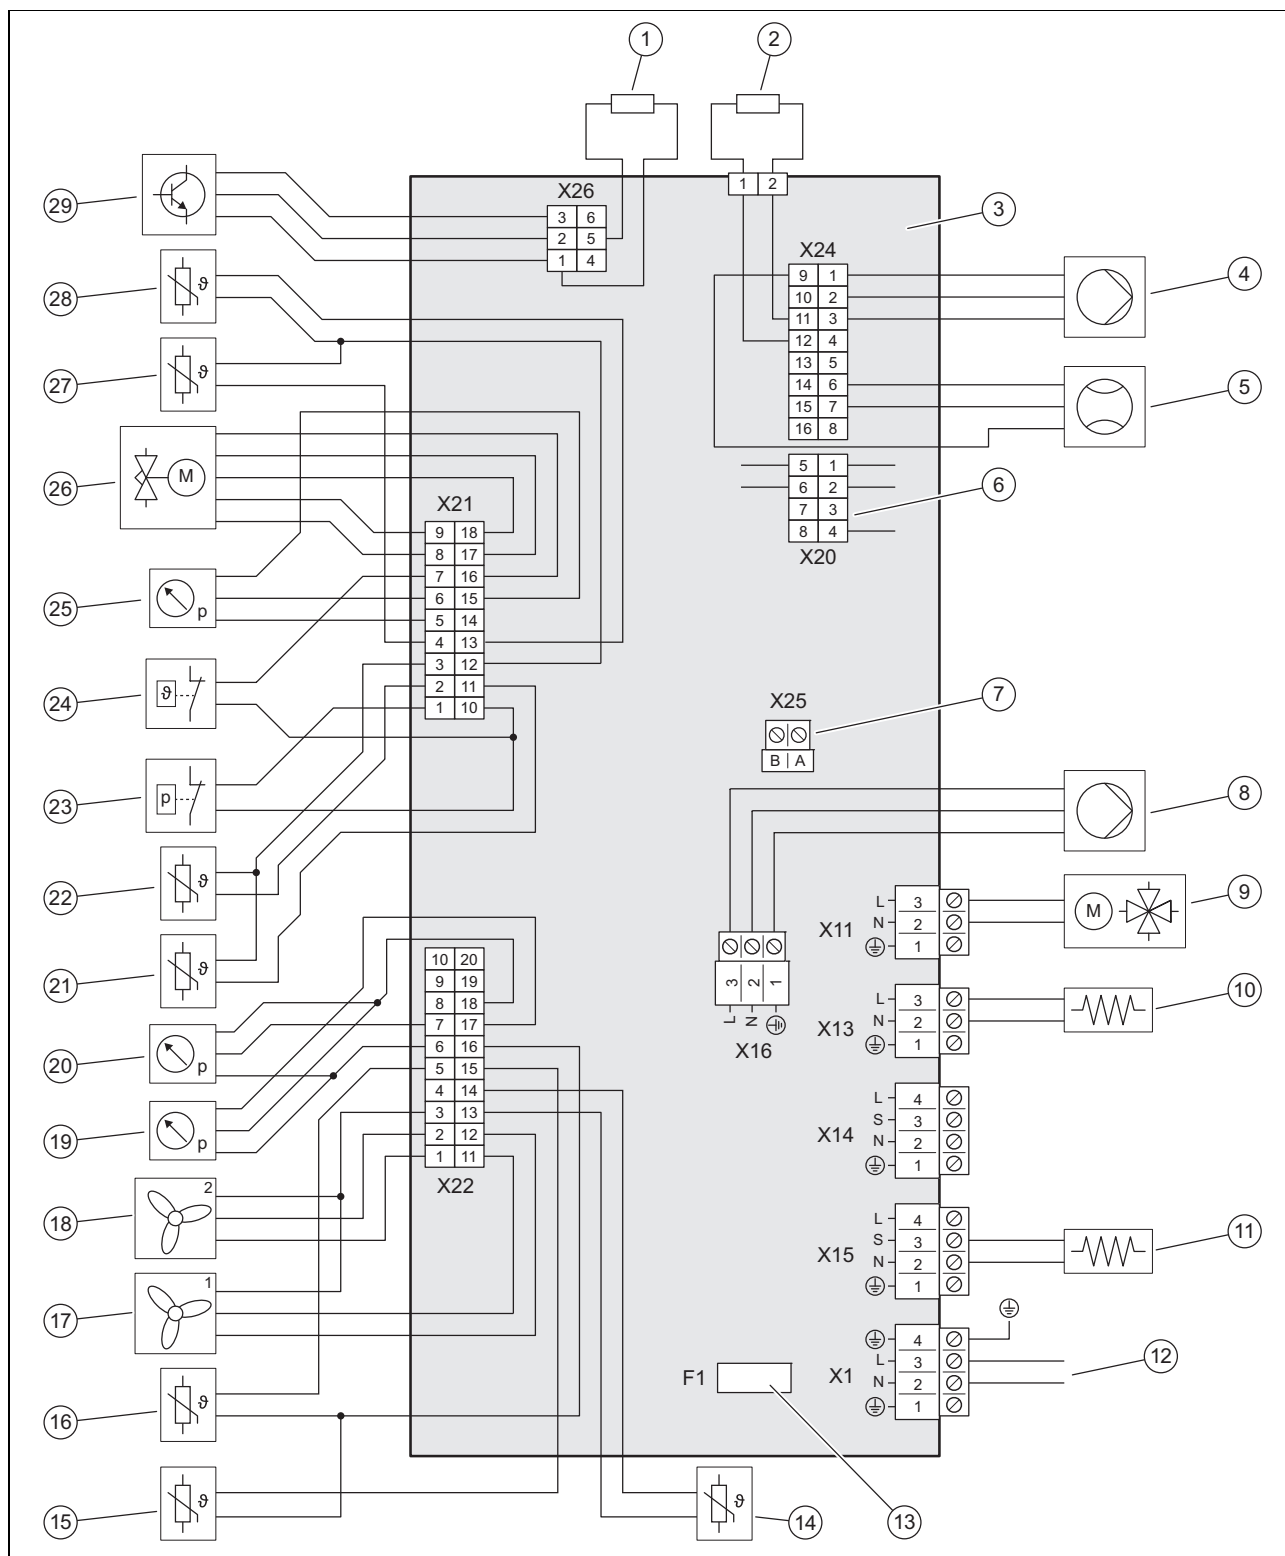 1 2
29
X26
3 6
2 5
1 4
1 2
3
X24
9 1
10 2
11 3
12 4
13 5
14 6
15 7
16 8
4
5
28 ϑ
27 ϑ
26 M
X21
9 18
8 17
7 16
6 15
5 14
4 13
3 12
2 11
1 10
5 1
6 2
7 3
8 4
X20
6
25 p
24 ϑ
23 p
X25
B A
7
8
22 ϑ
21 ϑ
X11
L 3
N 2
1
M
9
3 2 1
L N
X16
X13
L 3
N 2
1
10
10 20
9 19
8 18
7 17
6 16
5 15
4 14
3 13
2 12
1 11
X22
20 p
19 p
X14
L 4
S 3
N 2
1
18 2
17 1
X15
L 4
S 3
N 2
1
11
F1
X1
4
L 3
N 2
1
12
16 ϑ
15 ϑ
ϑ 14
13